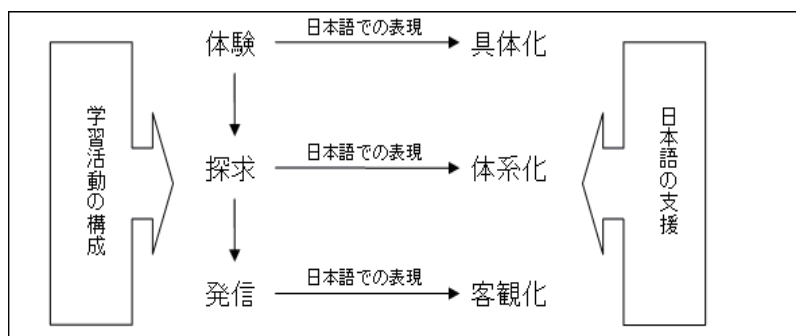 体験
日本語での表現
具体化
学習活動の構成
探求
日本語での表現
体系化
日本語の支援
発信
日本語での表現
客観化